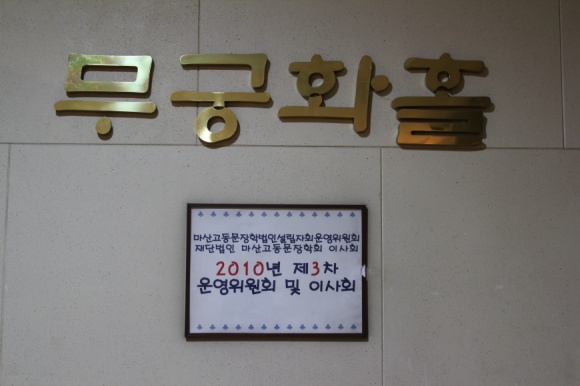 무궁화홀
마산고동문장학법인설립자회운영위원회
재단법인 마산고동문장학회 이사회
2010년 제3차
운영위원회 및 이사회